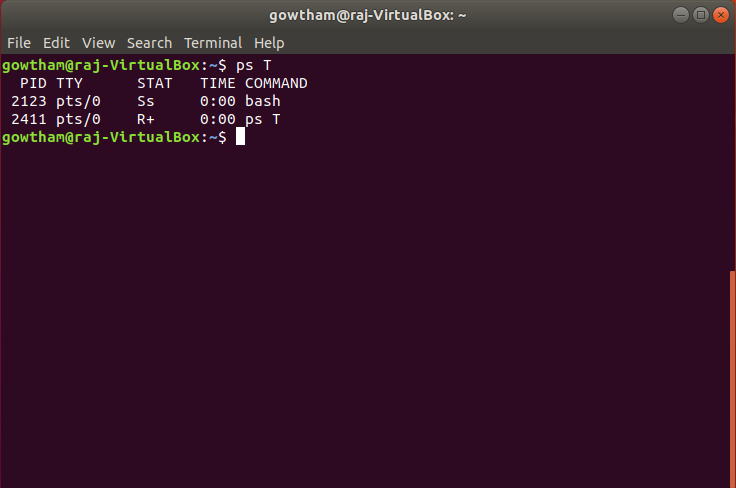 gowtham@raj-VirtualBox: ~
File Edit View Search Terminal Help
gowtham@raj-VirtualBox:~$ ps T
  PID TTY      STAT   TIME COMMAND
 2123 pts/0    Ss     0:00 bash
 2411 pts/0    R+     0:00 ps T
gowtham@raj-VirtualBox:~$